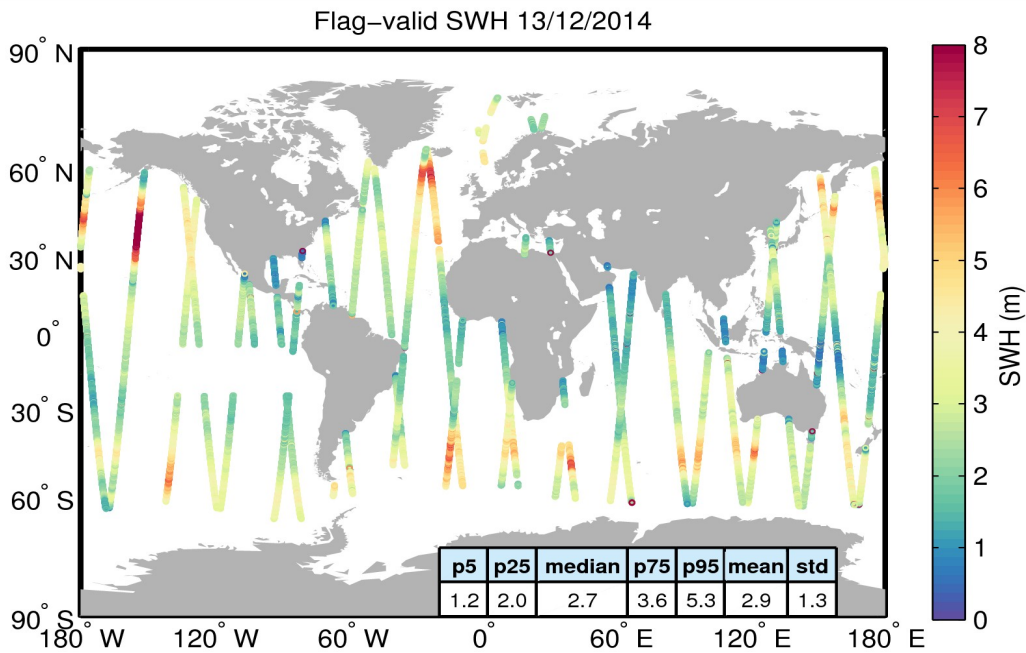 Flag−valid SWH 13/12/2014
90° N
60° N
30° N
0°
30° S
60° S
90° S
180° W
120° W
60° W
0°
60° E
120° E
180° E
p5 p25 median p75 p95 mean std
1.2 2.0 2.7 3.6 5.3 2.9 1.3
8
7
6
5
4
3
2
1
0
SWH (m)